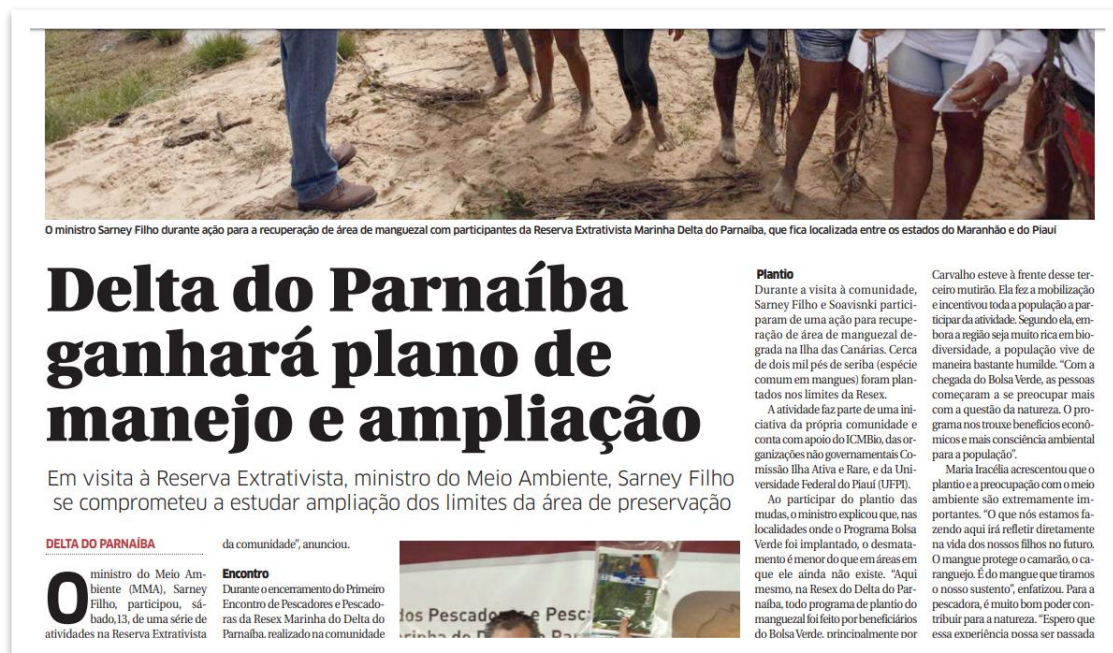 O ministro Sarney Filho durante ação para a recuperação de área de manguezal com participantes da Reserva Extrativista Marinha Delta do Parnaíba, que fica localizada entre os estados do Maranhão e do Piauí
Delta do Parnaíba
ganhará plano de
manejo e ampliação
Em visita à Reserva Extrativista, ministro do Meio Ambiente, Sarney Filho
se comprometeu a estudar ampliação dos limites da área de preservação
DELTA DO PARNAÍBA
O ministro do Meio Am-
biente (MMA), Sarney
Filho, participou, sá-
bado,13, de uma série de
atividades na Reserva Extrativista
da comunidade”, anunciou.
Encontro
Durante o encerramento do Primeiro
Encontro de Pescadores e Pescado-
ras da Resex Marinha do Delta do
Parnaíba, realizado na comunidade
dos Pescadores e Pesc
Plantio
Durante a visita à comunidade,
Sarney Filho e Soavisnki partici-
param de uma ação para recupe-
ração de área de manguezal de-
grada na Ilha das Canárias. Cerca
de dois mil pés de seriba (espécie
comum em mangues) foram plan-
tados nos limites da Resex.
A atividade faz parte de uma ini-
ciativa da própria comunidade e
conta com apoio do ICMBio, das or-
ganizações não governamentais Co-
missão Ilha Ativa e Rare, e da Uni-
versidade Federal do Piauí (UFPI).
Ao participar do plantio das
mudas, o ministro explicou que, nas
localidades onde o Programa Bolsa
Verde foi implantado, o desmata-
mento é menor do que em áreas em
que ele ainda não existe. “Aqui
mesmo, na Resex do Delta do Par-
naíba, todo programa de plantio do
manguezal foi feito por beneficiários
do Bolsa Verde, principalmente por
Carvalho esteve à frente desse ter-
ceiro mutirão. Ela fez a mobilização
e incentivou toda a população a par-
ticipar da atividade. Segundo ela, em-
bora a região seja muito rica em bio-
diversidade, a população vive de
maneira bastante humilde. “Com a
chegada do Bolsa Verde, as pessoas
começaram a se preocupar mais
com a questão da natureza. O pro-
grama nos trouxe benefícios econô-
micos e mais consciência ambiental
para a população”.
Maria Iracélia acrescentou que o
plantio e a preocupação com o meio
ambiente são extremamente im-
portantes. “O que nós estamos fa-
zendo aqui irá refletir diretamente
na vida dos nossos filhos no futuro.
O mangue protege o camarão, o ca-
ranguejo. É do mangue que tiramos
o nosso sustento”, enfatizou. Para a
pescadora, é muito bom poder con-
tribuir para a natureza. “Espero que
essa experiência possa ser passada